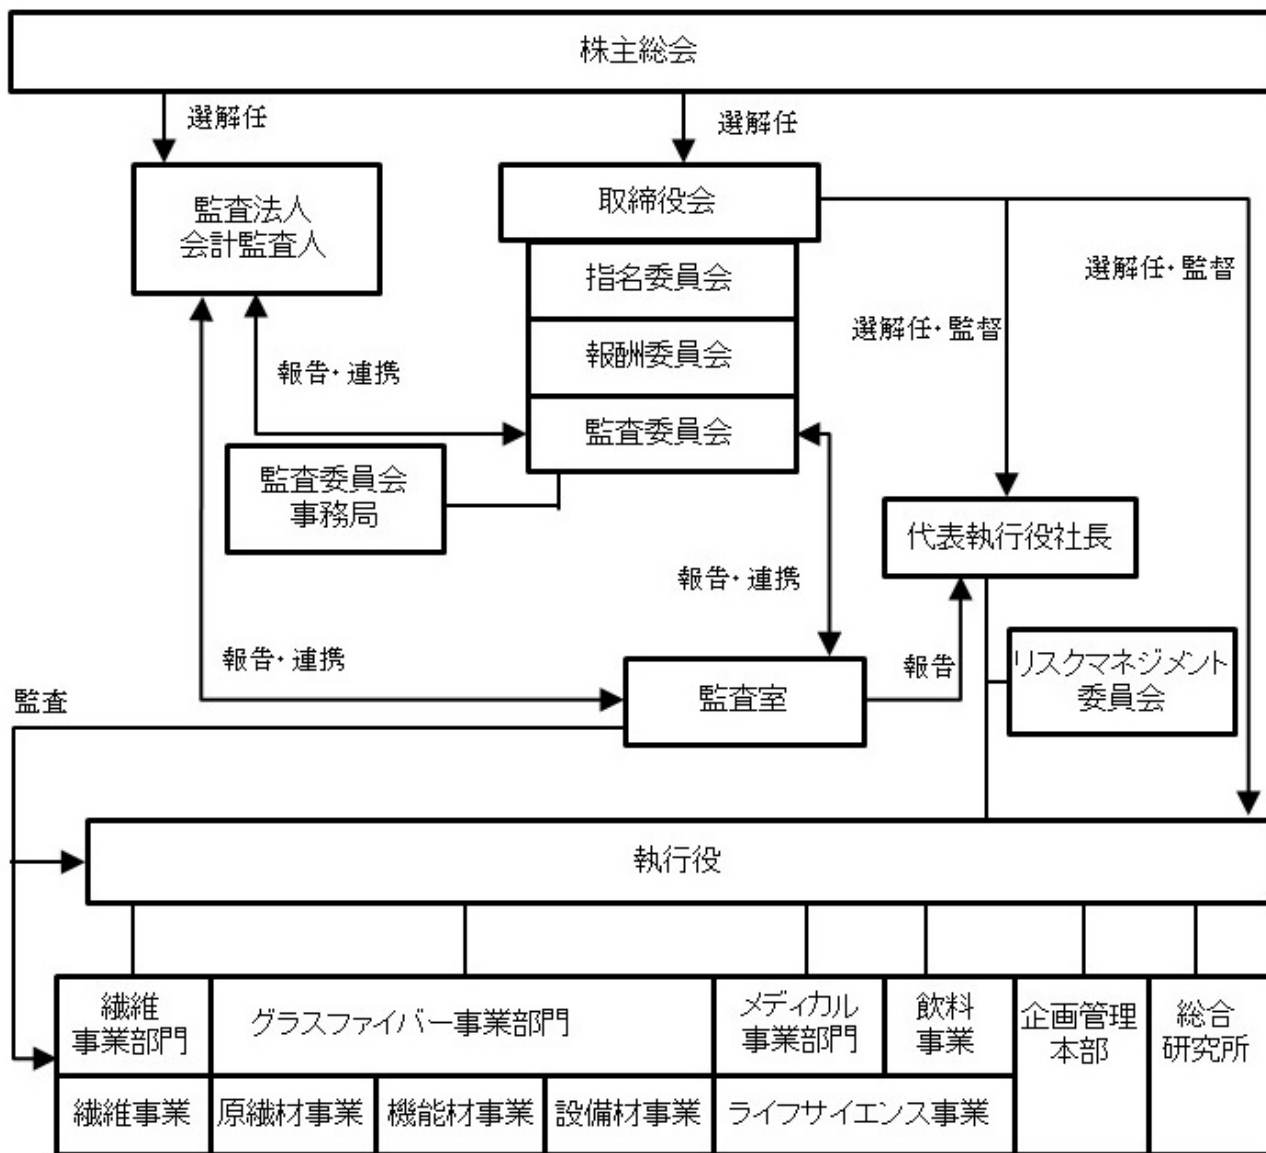 株主総会
選解任
選解任
監査法人
会計監査人
取締役会
指名委員会
報酬委員会
監査委員会
選解任・監督
選解任・監督
報告・連携
監査委員会
事務局
代表執行役社長
報告・連携
報告・連携
監査室
報告
リスクマネジメント
委員会
監査
執行役
繊維
事業部門
グラスファイバー事業部門
メディカル
事業部門
飲料
事業
企画管理
本部
総合
研究所
繊維事業
原繊材事業
機能材事業
設備材事業
ライフサイエンス事業